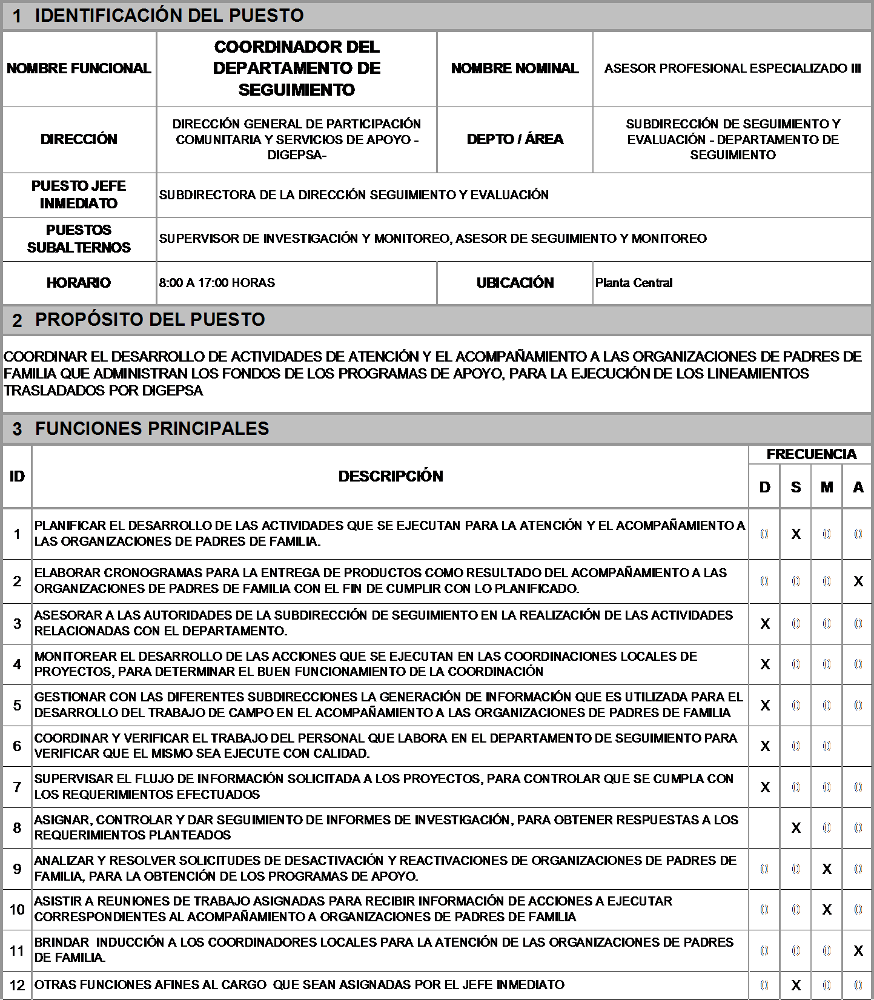 1 IDENTIFICACIÓN DEL PUESTO
NOMBRE FUNCIONAL
COORDINADOR DEL
DEPARTAMENTO DE
SEGUIMIENTO
NOMBRE NOMINAL
ASESOR PROFESIONAL ESPECIALIZADO III
DIRECCIÓN
DIRECCIÓN GENERAL DE PARTICIPACIÓN
COMUNITARIA Y SERVICIOS DE APOYO -
DIGEPSA-
DEPTO / ÁREA
SUBDIRECCIÓN DE SEGUIMIENTO Y
EVALUACIÓN - DEPARTAMENTO DE
SEGUIMIENTO
PUESTO JEFE
INMEDIATO
SUBDIRECTORA DE LA DIRECCIÓN SEGUIMIENTO Y EVALUACIÓN
PUESTOS
SUBALTERNOS
SUPERVISOR DE INVESTIGACIÓN Y MONITOREO, ASESOR DE SEGUIMIENTO Y MONITOREO
HORARIO
8:00 A 17:00 HORAS
UBICACIÓN
Planta Central
2 PROPÓSITO DEL PUESTO
COORDINAR EL DESARROLLO DE ACTIVIDADES DE ATENCIÓN Y EL ACOMPAÑAMIENTO A LAS ORGANIZACIONES DE PADRES DE
FAMILIA QUE ADMINISTRAN LOS FONDOS DE LOS PROGRAMAS DE APOYO, PARA LA EJECUCIÓN DE LOS LINEAMIENTOS
TRASLADADOS POR DIGEPSA
3 FUNCIONES PRINCIPALES
ID
DESCRIPCIÓN
FRECUENCIA
D S M A
1
PLANIFICAR EL DESARROLLO DE LAS ACTIVIDADES QUE SE EJECUTAN PARA LA ATENCIÓN Y EL ACOMPAÑAMIENTO A
LAS ORGANIZACIONES DE PADRES DE FAMILIA.
0 X 0 0
2
ELABORAR CRONOGRAMAS PARA LA ENTREGA DE PRODUCTOS COMO RESULTADO DEL ACOMPAÑAMIENTO A LAS
ORGANIZACIONES DE PADRES DE FAMILIA CON EL FIN DE CUMPLIR CON LO PLANIFICADO.
0 0 0 X
3
ASESORAR A LAS AUTORIDADES DE LA SUBDIRECCIÓN DE SEGUIMIENTO EN LA REALIZACIÓN DE LAS ACTIVIDADES
RELACIONADAS CON EL DEPARTAMENTO.
X 0 0 0
4
MONITOREAR EL DESARROLLO DE LAS ACCIONES QUE SE EJECUTAN EN LAS COORDINACIONES LOCALES DE
PROYECTOS, PARA DETERMINAR EL BUEN FUNCIONAMIENTO DE LA COORDINACIÓN
X 0 0 0
5
GESTIONAR CON LAS DIFERENTES SUBDIRECCIONES LA GENERACIÓN DE INFORMACIÓN QUE ES UTILIZADA PARA EL
DESARROLLO DEL TRABAJO DE CAMPO EN EL ACOMPAÑAMIENTO A LAS ORGANIZACIONES DE PADRES DE FAMILIA
X 0 0 0
6
COORDINAR Y VERIFICAR EL TRABAJO DEL PERSONAL QUE LABORA EN EL DEPARTAMENTO DE SEGUIMIENTO PARA
VERIFICAR QUE EL MISMO SEA EJECUTE CON CALIDAD.
X 0 0
7
SUPERVISAR EL FLUJO DE INFORMACIÓN SOLICITADA A LOS PROYECTOS, PARA CONTROLAR QUE SE CUMPLA CON
LOS REQUERIMIENTOS EFECTUADOS
X 0 0 0
8
ASIGNAR, CONTROLAR Y DAR SEGUIMIENTO DE INFORMES DE INVESTIGACIÓN, PARA OBTENER RESPUESTAS A LOS
REQUERIMIENTOS PLANTEADOS
X 0 0
9
ANALIZAR Y RESOLVER SOLICITUDES DE DESACTIVACIÓN Y REACTIVACIONES DE ORGANIZACIONES DE PADRES DE
FAMILIA, PARA LA OBTENCIÓN DE LOS PROGRAMAS DE APOYO.
0 0 X 0
10
ASISTIR A REUNIONES DE TRABAJO ASIGNADAS PARA RECIBIR INFORMACIÓN DE ACCIONES A EJECUTAR
CORRESPONDIENTES AL ACOMPAÑAMIENTO A ORGANIZACIONES DE PADRES DE FAMILIA
0 0 X 0
11
BRINDAR INDUCCIÓN A LOS COORDINADORES LOCALES PARA LA ATENCIÓN DE LAS ORGANIZACIONES DE PADRES
DE FAMILIA.
0 0 0 X
12
OTRAS FUNCIONES AFINES AL CARGO QUE SEAN ASIGNADAS POR EL JEFE INMEDIATO
0 X 0 0